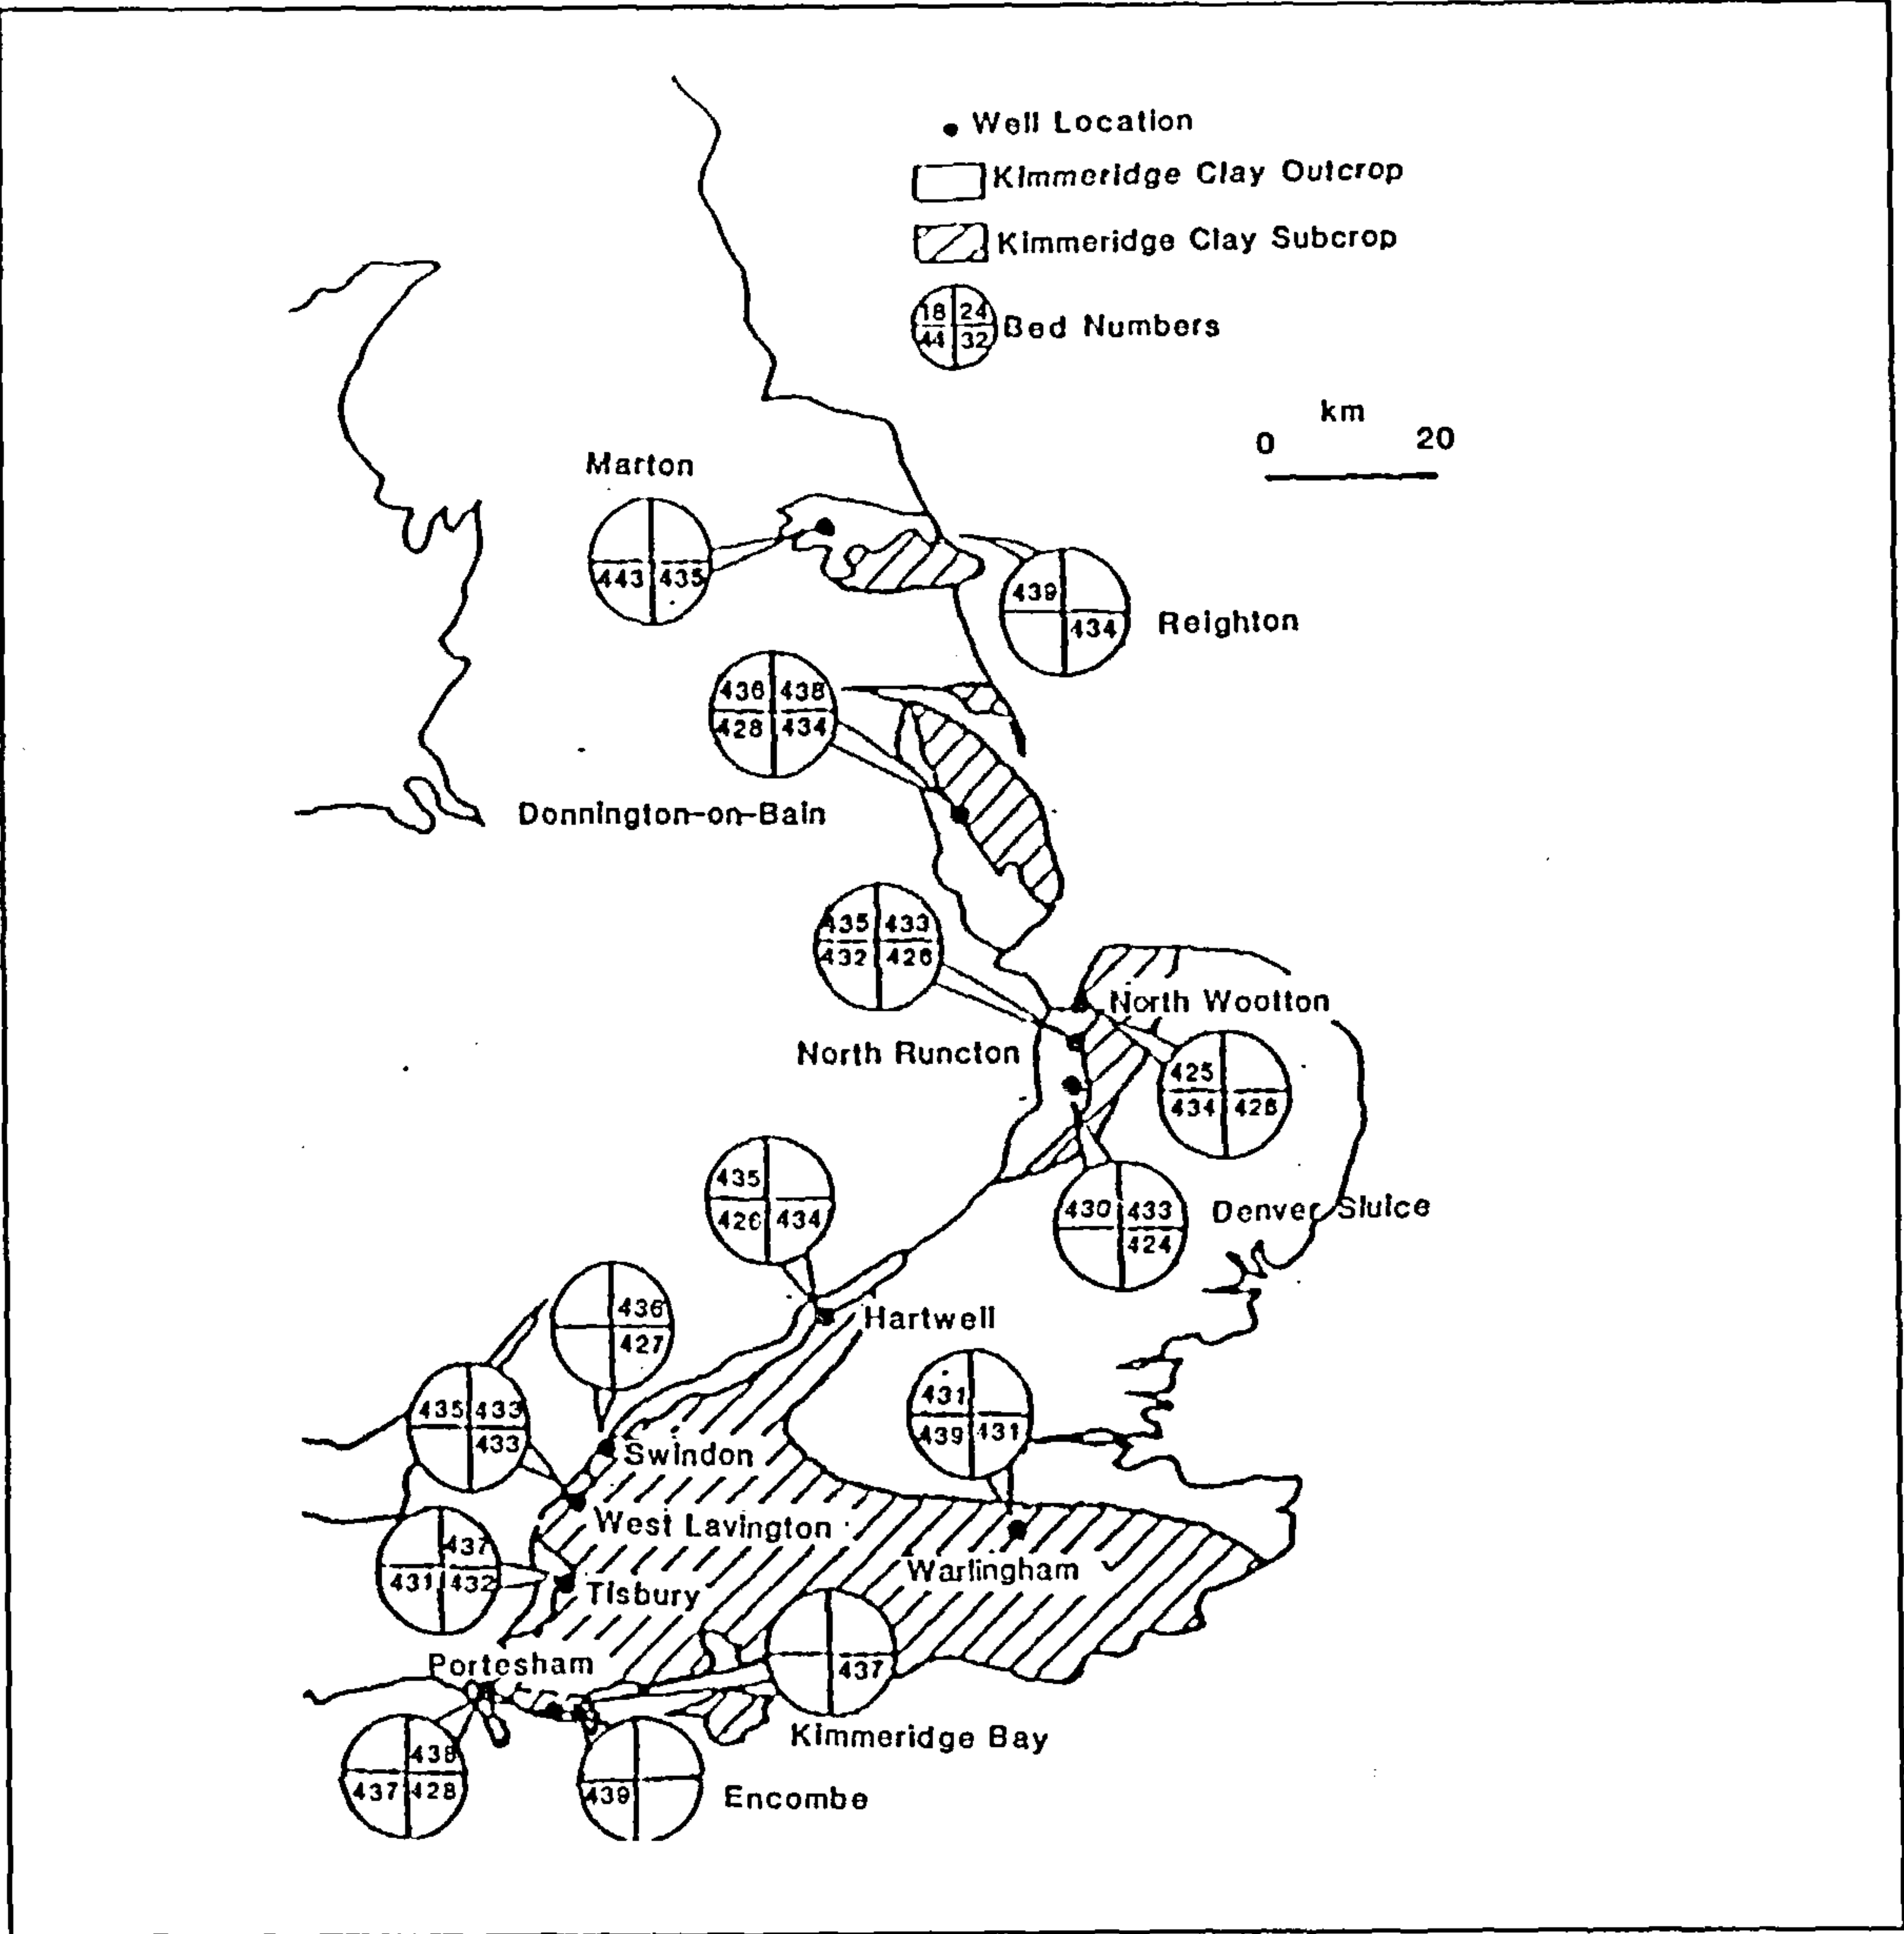 Well Location
Kimmeridge Clay Outcrop
Kimmeridge Clay Subcrop
18 24
44 32
Bed Numbers
km
0 20
Marton
443 435
439
434
Reighton
436 438
428 434
Donnington-on-Bain
435 433
432 426
North Wootton
North Runcton
425
434 428
435
426 434
430 433
424
Denver Sluice
Hartwell
436
427
431
439 431
435 433
433
Swindon
West Lavington
Warlingham
437
431 432
Tisbury
Portesham
437
Kimmeridge Bay
438
437 428
439
Encombe